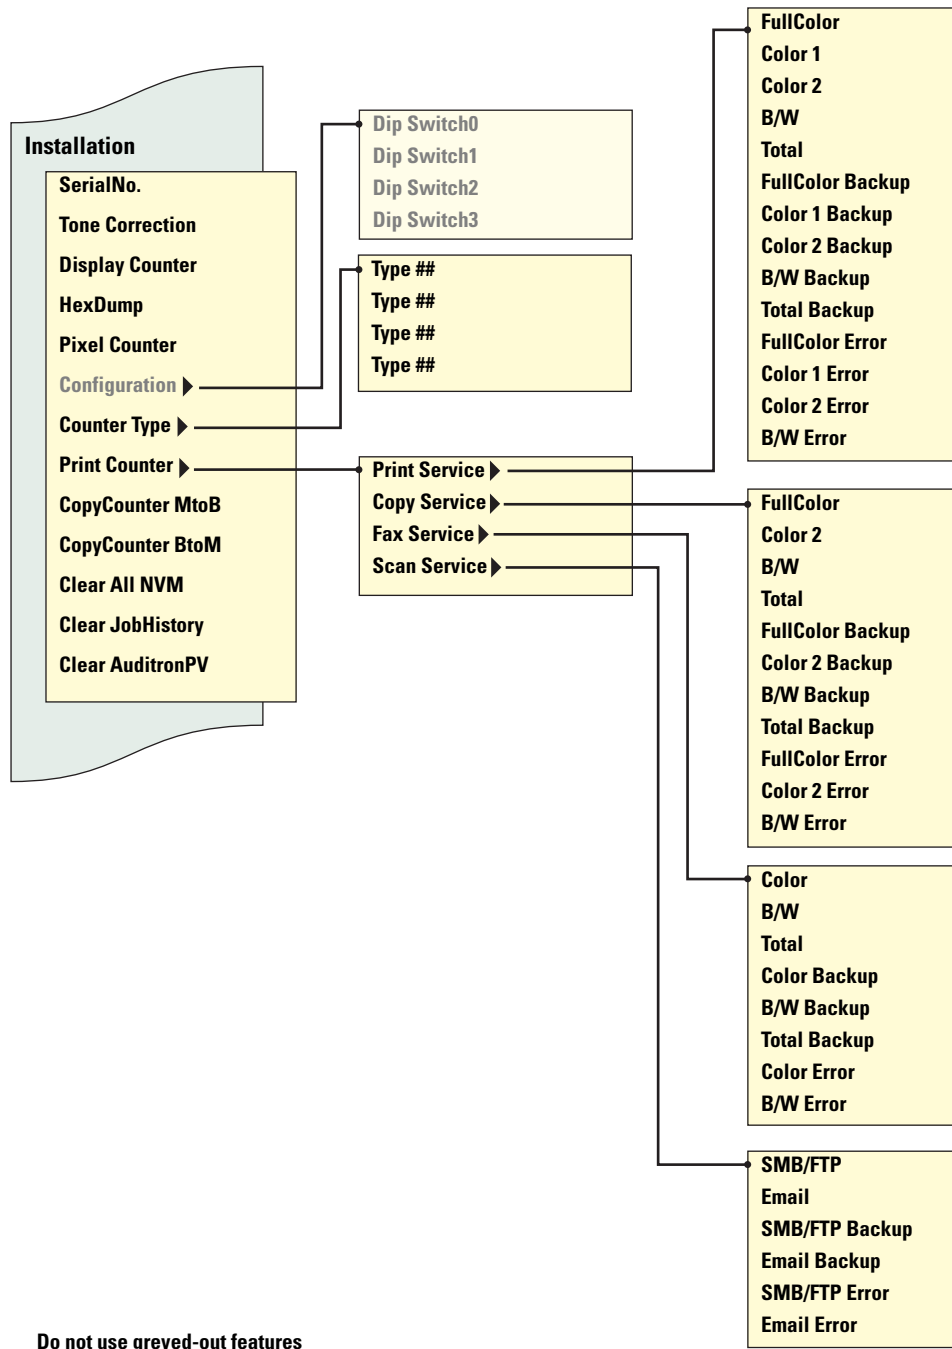 Installation
SerialNo.
Tone Correction
Display Counter
HexDump
Pixel Counter
Configuration
Counter Type
Print Counter
CopyCounter MtoB
CopyCounter BtoM
Clear All NVM
Clear JobHistory
Clear AuditronPV
Dip Switch0
Dip Switch1
Dip Switch2
Dip Switch3
Type ##
Type ##
Type ##
Type ##
Print Service
Copy Service
Fax Service
Scan Service
FullColor
Color 1
Color 2
B/W
Total
FullColor Backup
Color 1 Backup
Color 2 Backup
B/W Backup
Total Backup
FullColor Error
Color 1 Error
Color 2 Error
B/W Error
FullColor
Color 2
B/W
Total
FullColor Backup
Color 2 Backup
B/W Backup
Total Backup
FullColor Error
Color 2 Error
B/W Error
Color
B/W
Total
Color Backup
B/W Backup
Total Backup
Color Error
B/W Error
SMB/FTP
Email
SMB/FTP Backup
Email Backup
SMB/FTP Error
Email Error
Do not use greyed-out features